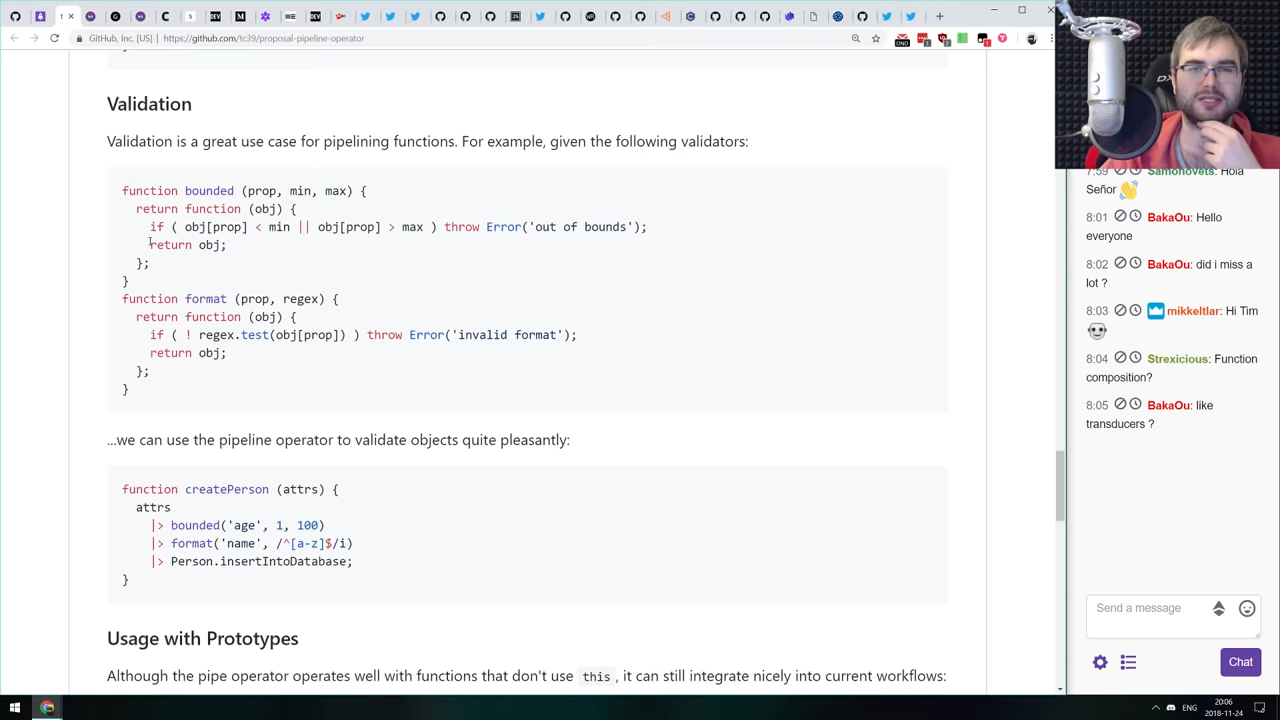 GitHub, Inc. [US]
https://github.com/tc39/proposal-pipeline-operator
Validation
Validation is a great use case for pipelining functions. For example, given the following validators:
function bounded (prop, min, max) {
return function (obj) {
if ( obj[prop] < min || obj[prop] > max ) throw Error('out of bounds');
return obj;
};
}
function format (prop, regex) {
return function (obj) {
if ( ! regex.test(obj[prop]) ) throw Error('invalid format');
return obj;
};
}
...we can use the pipeline operator to validate objects quite pleasantly:
function createPerson (attrs) {
attrs
|> bounded('age', 1, 100)
|> format('name', /^[a-z]$/i)
|> Person.insertIntoDatabase;
}
Usage with Prototypes
Although the pipe operator operates well with functions that don't use this, it can still integrate nicely into current workflows:
7:59 Samohovets: Hola
Señor
8:01 BakaOu: Hello
everyone
8:02 BakaOu: did i miss a
lot ?
8:03 mikkeltlar: Hi Tim
8:04 Strexicious: Function
composition?
8:05 BakaOu: like
transducers ?
Send a message
Chat
ENG
20:06
2018-11-24